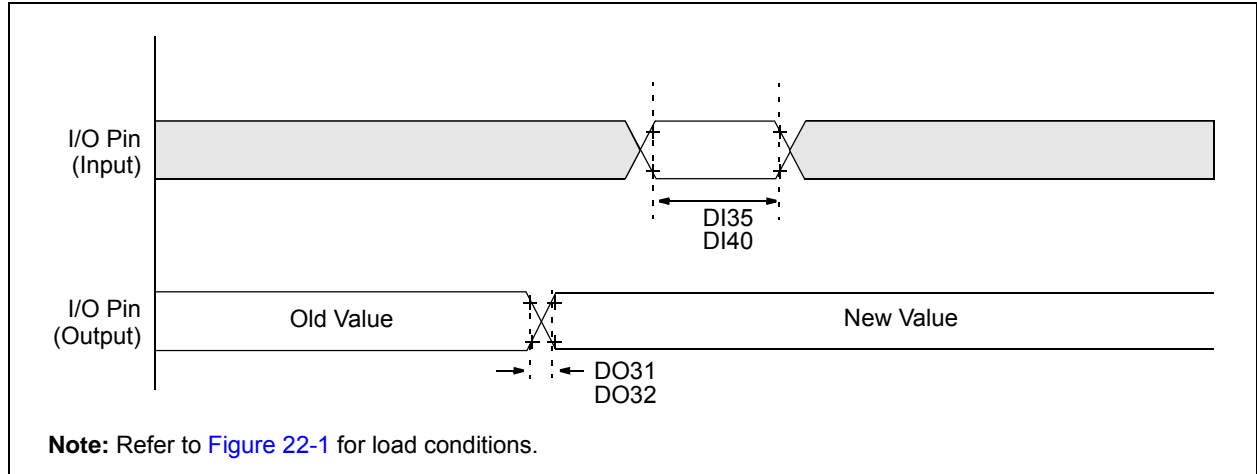 I/O Pin
(Input)
DI35
DI40
I/O Pin
(Output)
Old Value
New Value
DO31
DO32
Note: Refer to Figure 22-1 for load conditions.